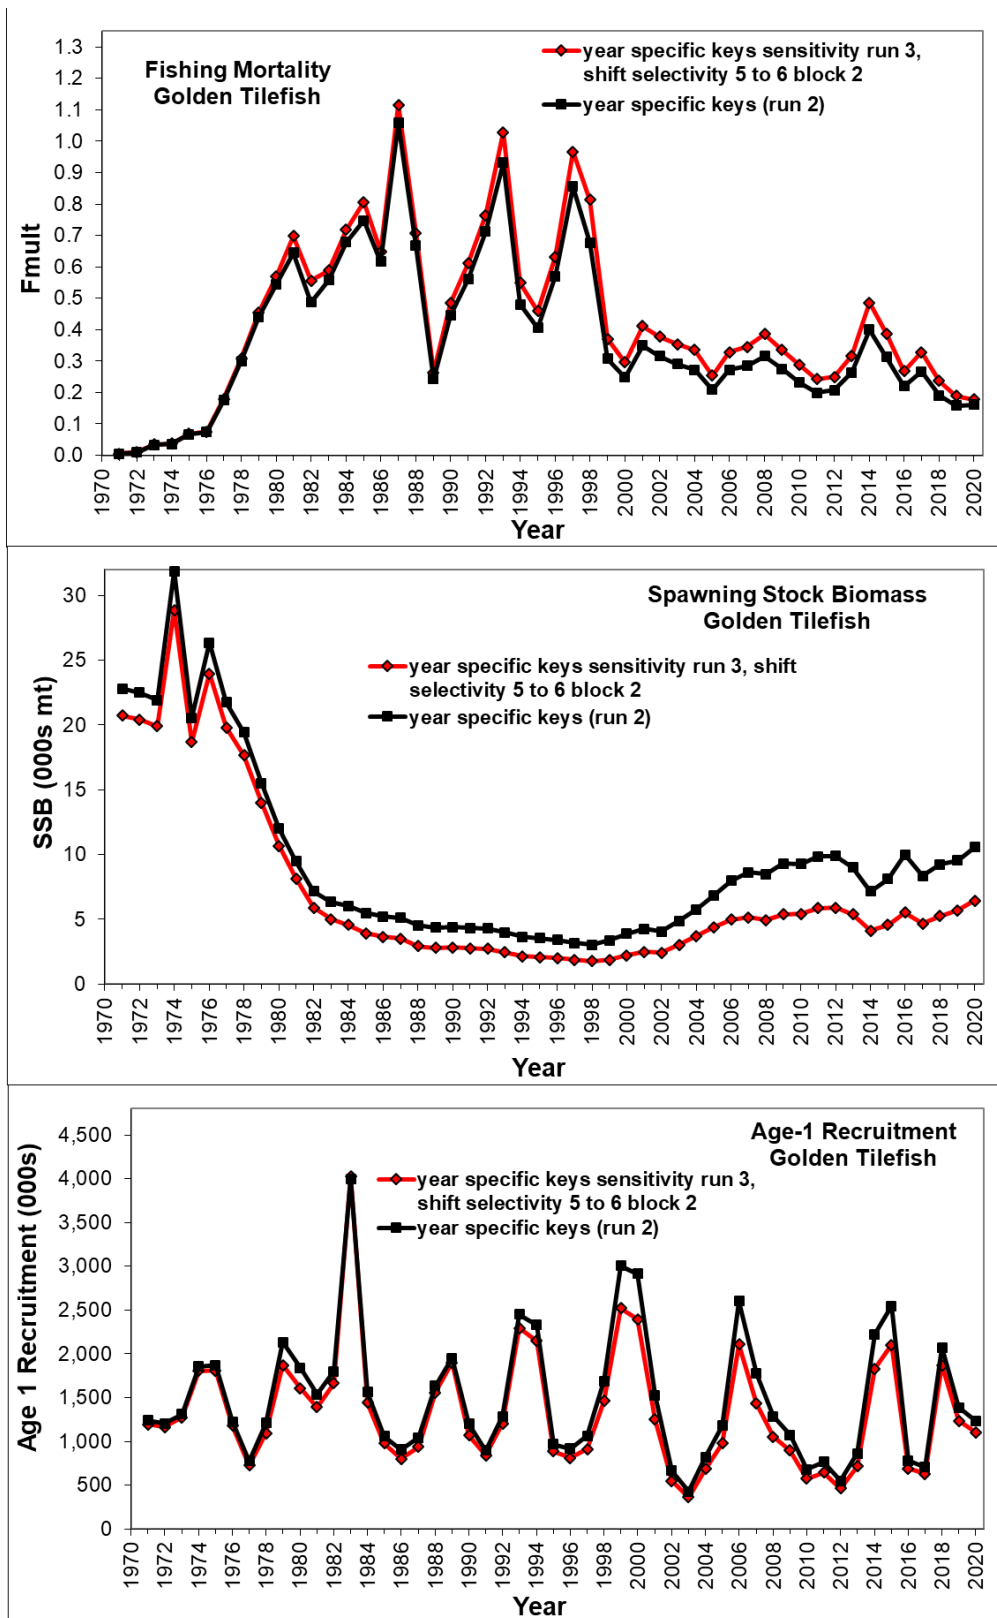 Fishing Mortality
Golden Tilefish
year specific keys sensitivity run 3,
shift selectivity 5 to 6 block 2
year specific keys (run 2)
Fmult
1.3
1.2
1.1
1.0
0.9
0.8
0.7
0.6
0.5
0.4
0.3
0.2
0.1
0.0
1970 1972 1974 1976 1978 1980 1982 1984 1986 1988 1990 1992 1994 1996 1998 2000 2002 2004 2006 2008 2010 2012 2014 2016 2018 2020
Year
Spawning Stock Biomass
Golden Tilefish
year specific keys sensitivity run 3, shift
selectivity 5 to 6 block 2
year specific keys (run 2)
SSB (000s mt)
30
25
20
15
10
5
0
1970 1972 1974 1976 1978 1980 1982 1984 1986 1988 1990 1992 1994 1996 1998 2000 2002 2004 2006 2008 2010 2012 2014 2016 2018 2020
Year
Age-1 Recruitment
Golden Tilefish
year specific keys sensitivity run 3,
shift selectivity 5 to 6 block 2
year specific keys (run 2)
Age 1 Recruitment (000s)
4,500
4,000
3,500
3,000
2,500
2,000
1,500
1,000
500
0
1970 1972 1974 1976 1978 1980 1982 1984 1986 1988 1990 1992 1994 1996 1998 2000 2002 2004 2006 2008 2010 2012 2014 2016 2018 2020
Year